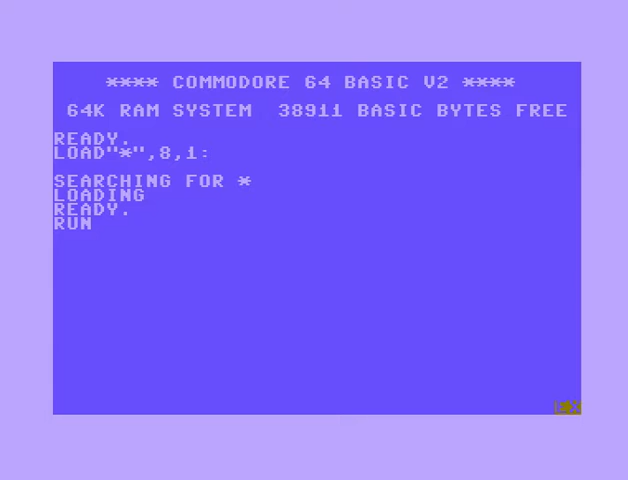 **** COMMODORE 64 BASIC V2 ****
64K RAM SYSTEM  38911 BASIC BYTES FREE
READY.
LOAD"*",8,1:
SEARCHING FOR *
LOADING
READY.
RUN